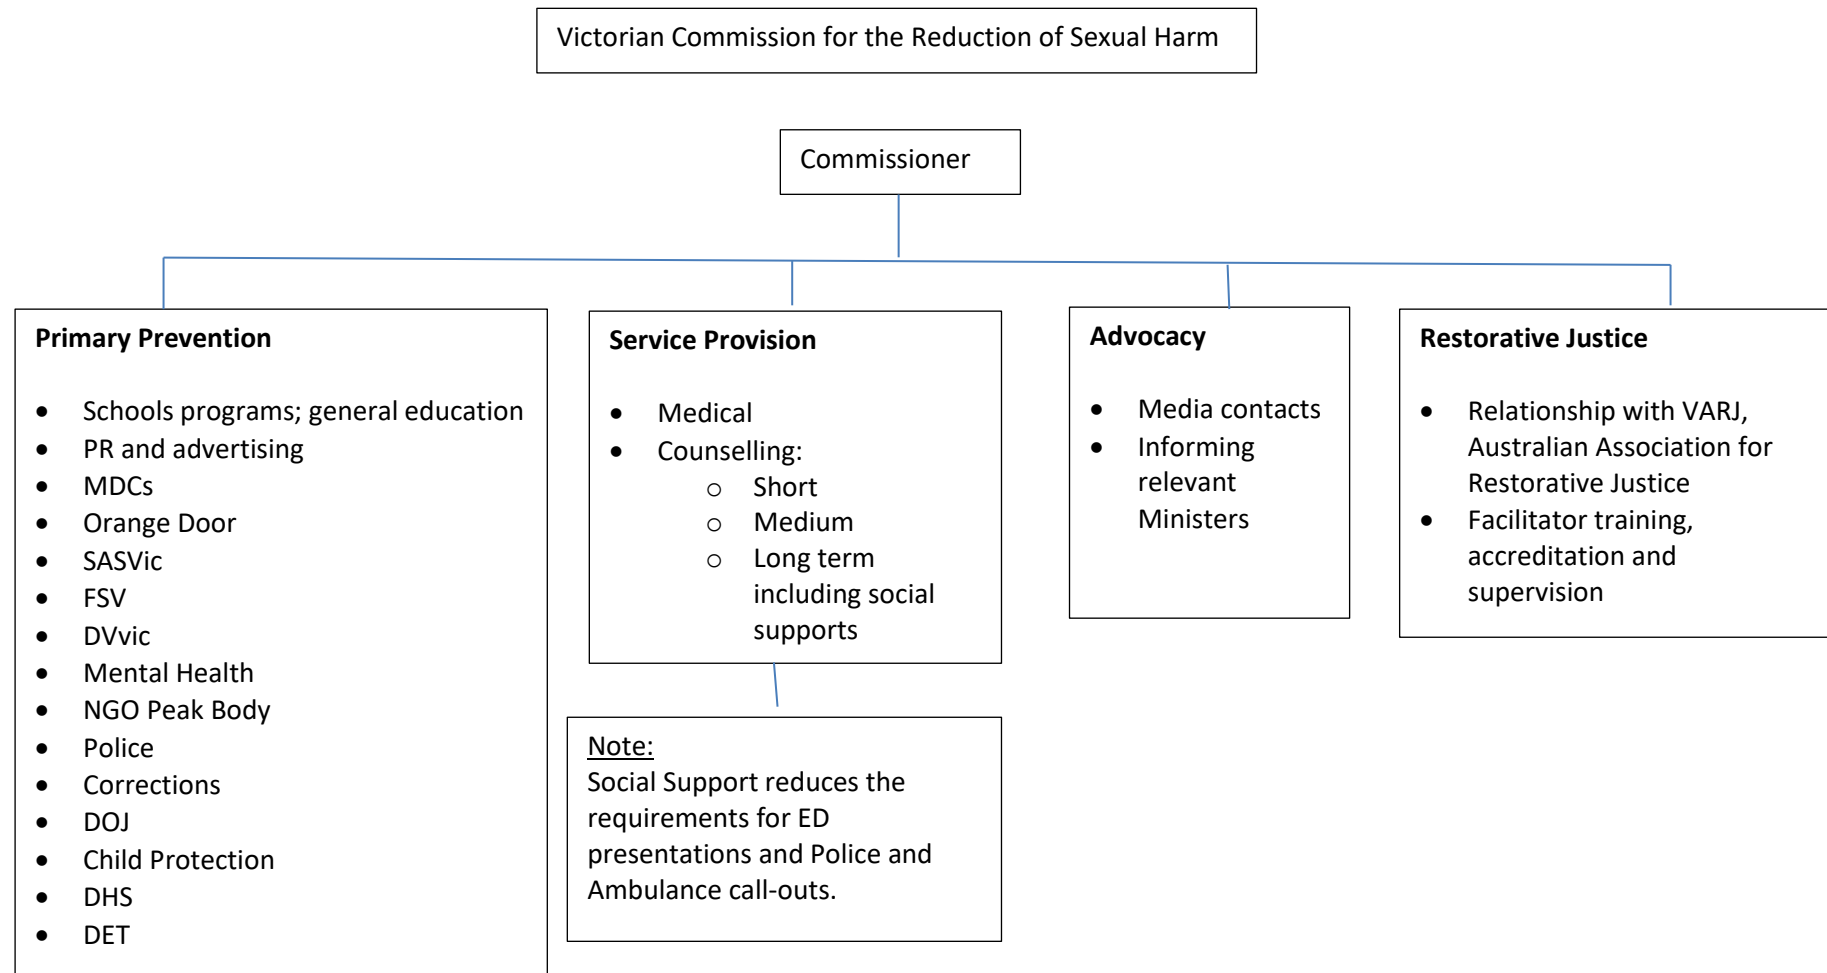 Victorian Commission for the Reduction of Sexual Harm
Commissioner
Primary Prevention
• Schools programs; general education
• PR and advertising
• MDCs
• Orange Door
• SASVic
• FSV
• DVvic
• Mental Health
• NGO Peak Body
• Police
• Corrections
• DOJ
• Child Protection
• DHS
• DET
Service Provision
• Medical
• Counselling:
o Short
o Medium
o Long term
including social
supports
Note:
Social Support reduces the
requirements for ED
presentations and Police and
Ambulance call-outs.
Advocacy
• Media contacts
• Informing
relevant
Ministers
Restorative Justice
• Relationship with VARJ,
Australian Association for
Restorative Justice
• Facilitator training,
accreditation and
supervision